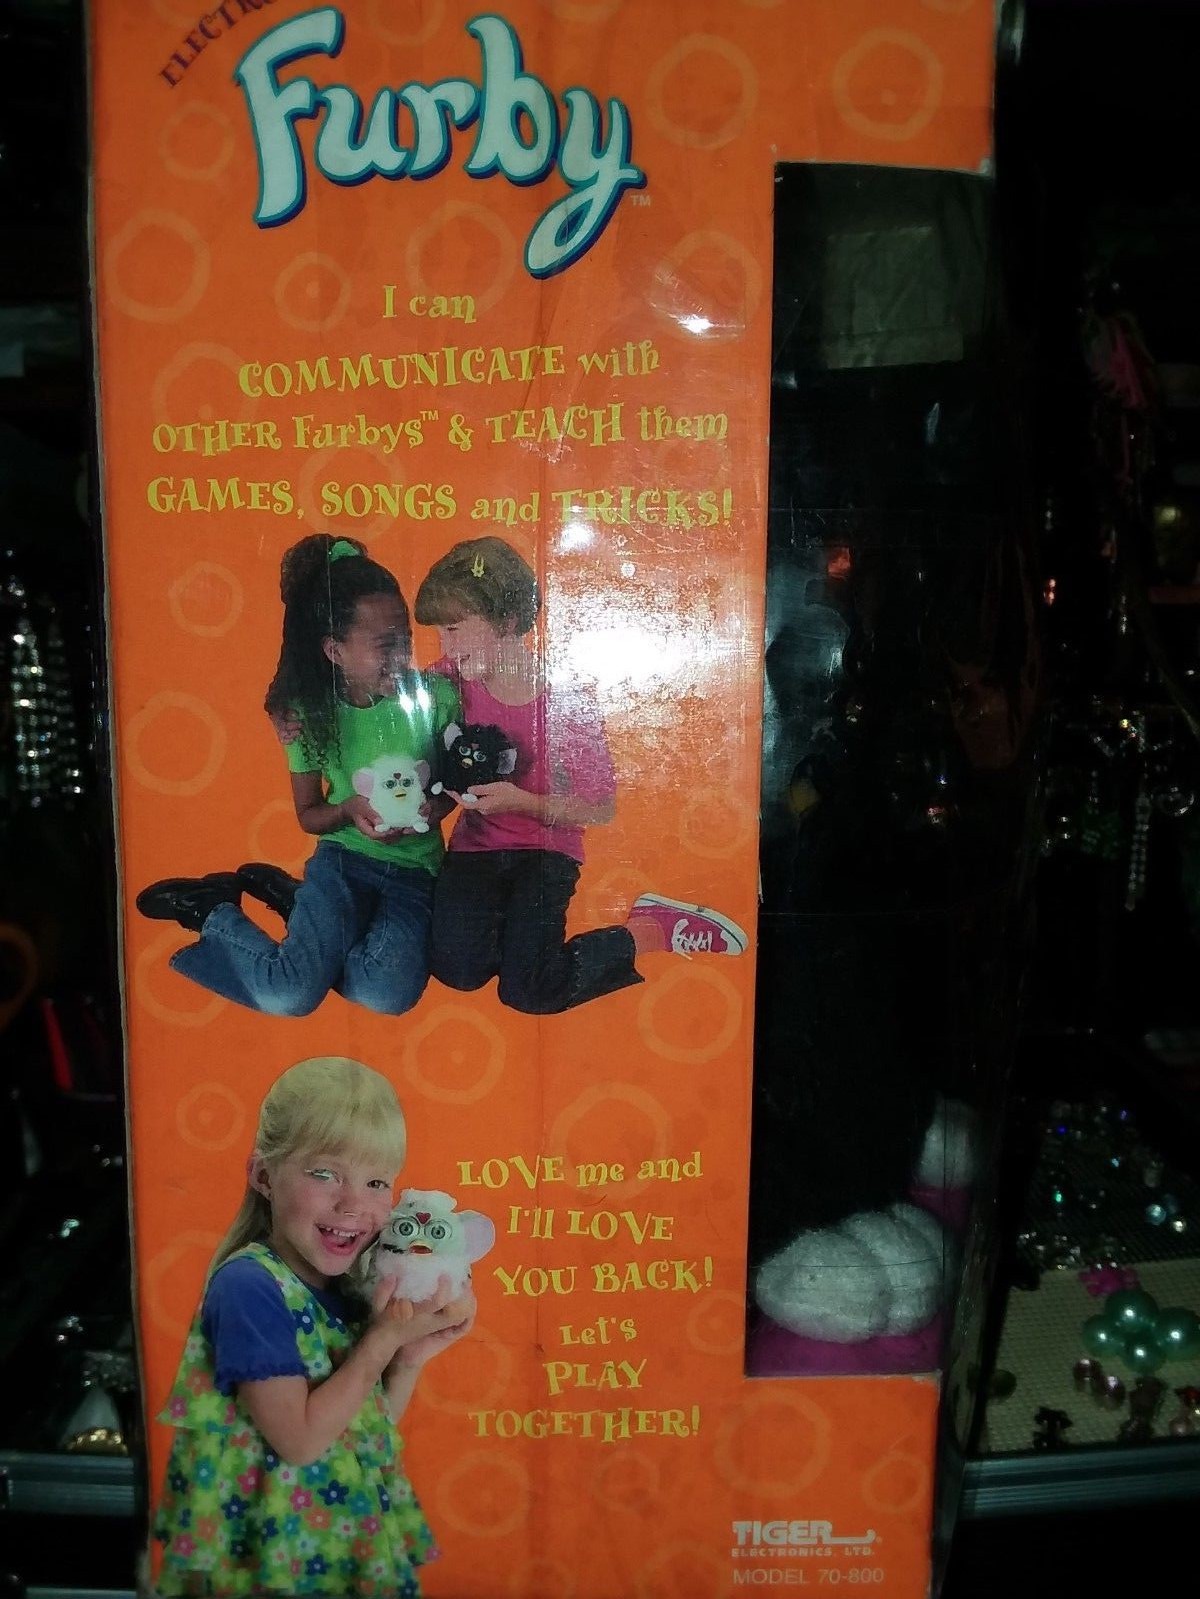 Furby™
I can
COMMUNICATE with
OTHER Furbys™ & TEACH them
GAMES, SONGS and TRICKS!
LOVE me and
I'll LOVE
YOU BACK!
Let's
PLAY
TOGETHER!
TIGER
ELECTRONICS, LTD.
MODEL 70-800